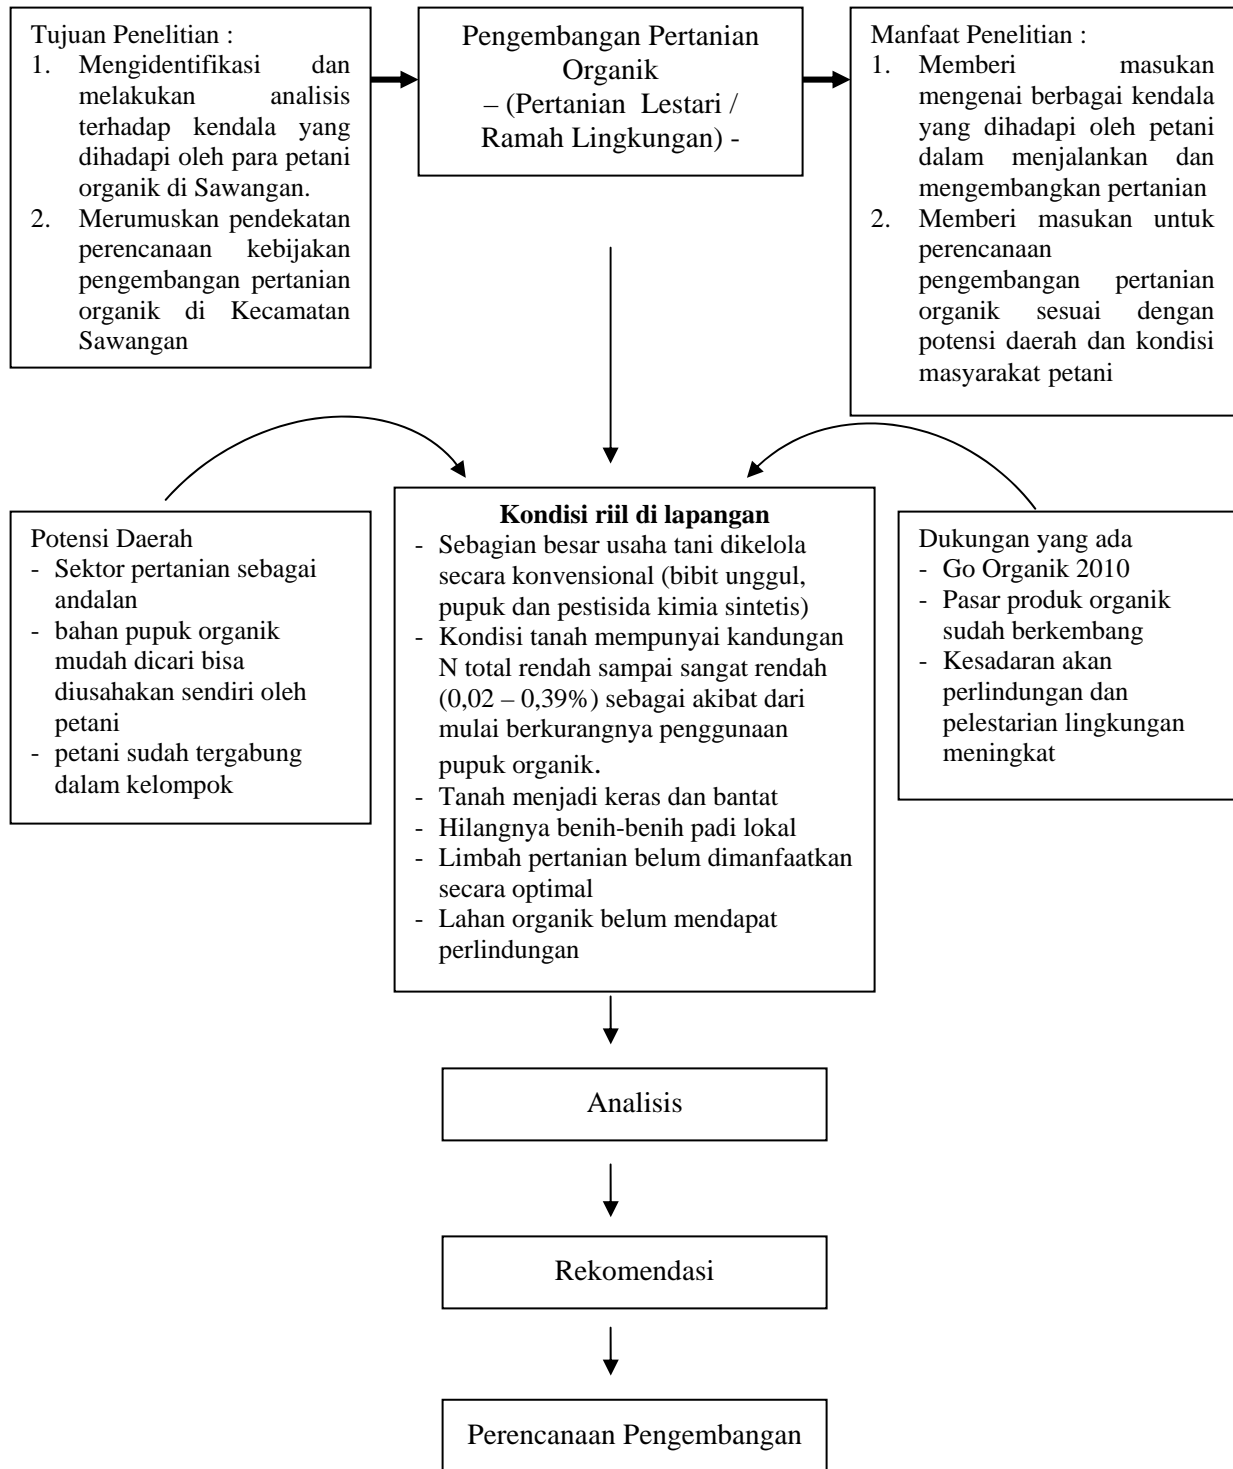 Tujuan Penelitian :
1. Mengidentifikasi dan
melakukan analisis
terhadap kendala yang
dihadapi oleh para petani
organik di Sawangan.
2. Merumuskan pendekatan
perencanaan kebijakan
pengembangan pertanian
organik di Kecamatan
Sawangan
Pengembangan Pertanian
Organik
– (Pertanian Lestari /
Ramah Lingkungan) -
Manfaat Penelitian :
1. Memberi masukan
mengenai berbagai kendala
yang dihadapi oleh petani
dalam menjalankan dan
mengembangkan pertanian
2. Memberi masukan untuk
perencanaan
pengembangan pertanian
organik sesuai dengan
potensi daerah dan kondisi
masyarakat petani
Potensi Daerah
- Sektor pertanian sebagai
andalan
- bahan pupuk organik
mudah dicari bisa
diusahakan sendiri oleh
petani
- petani sudah tergabung
dalam kelompok
Kondisi riil di lapangan
- Sebagian besar usaha tani dikelola
secara konvensional (bibit unggul,
pupuk dan pestisida kimia sintetis)
- Kondisi tanah mempunyai kandungan
N total rendah sampai sangat rendah
(0,02 – 0,39%) sebagai akibat dari
mulai berkurangnya penggunaan
pupuk organik.
- Tanah menjadi keras dan bantat
- Hilangnya benih-benih padi lokal
- Limbah pertanian belum dimanfaatkan
secara optimal
- Lahan organik belum mendapat
perlindungan
Dukungan yang ada
- Go Organik 2010
- Pasar produk organik
sudah berkembang
- Kesadaran akan
perlindungan dan
pelestarian lingkungan
meningkat
Analisis
Rekomendasi
Perencanaan Pengembangan